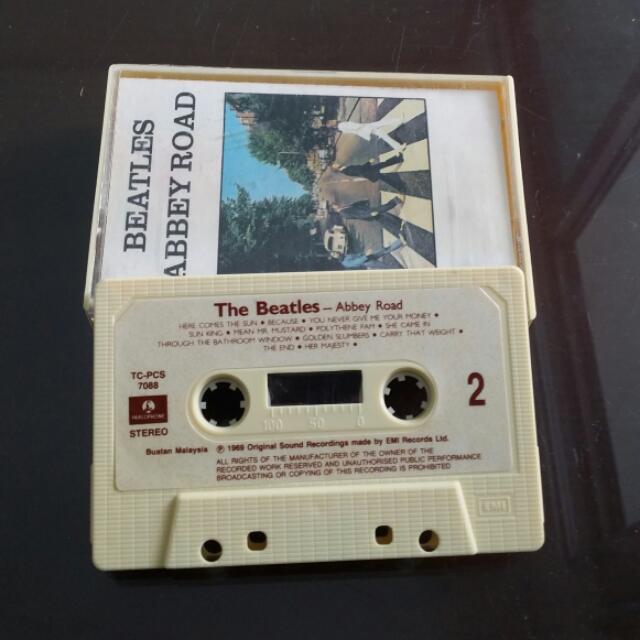 BEATLES
ABBEY ROAD
The Beatles – Abbey Road
HERE COMES THE SUN • BECAUSE • YOU NEVER GIVE ME YOUR MONEY •
SUN KING • MEAN MR. MUSTARD • POLYTHENE PAM • SHE CAME IN
THROUGH THE BATHROOM WINDOW • GOLDEN SLUMBERS • CARRY THAT WEIGHT •
THE END • HER MAJESTY •
TC-PCS
7088
2
100 50 0
PARLOPHONE
STEREO
Buatan Malaysia ℗ 1969 Original Sound Recordings made by EMI Records Ltd.
ALL RIGHTS OF THE MANUFACTURER OF THE OWNER OF THE
RECORDED WORK RESERVED AND UNAUTHORISED PUBLIC PERFORMANCE
BROADCASTING OR COPYING OF THIS RECORDING IS PROHIBITED
EMI